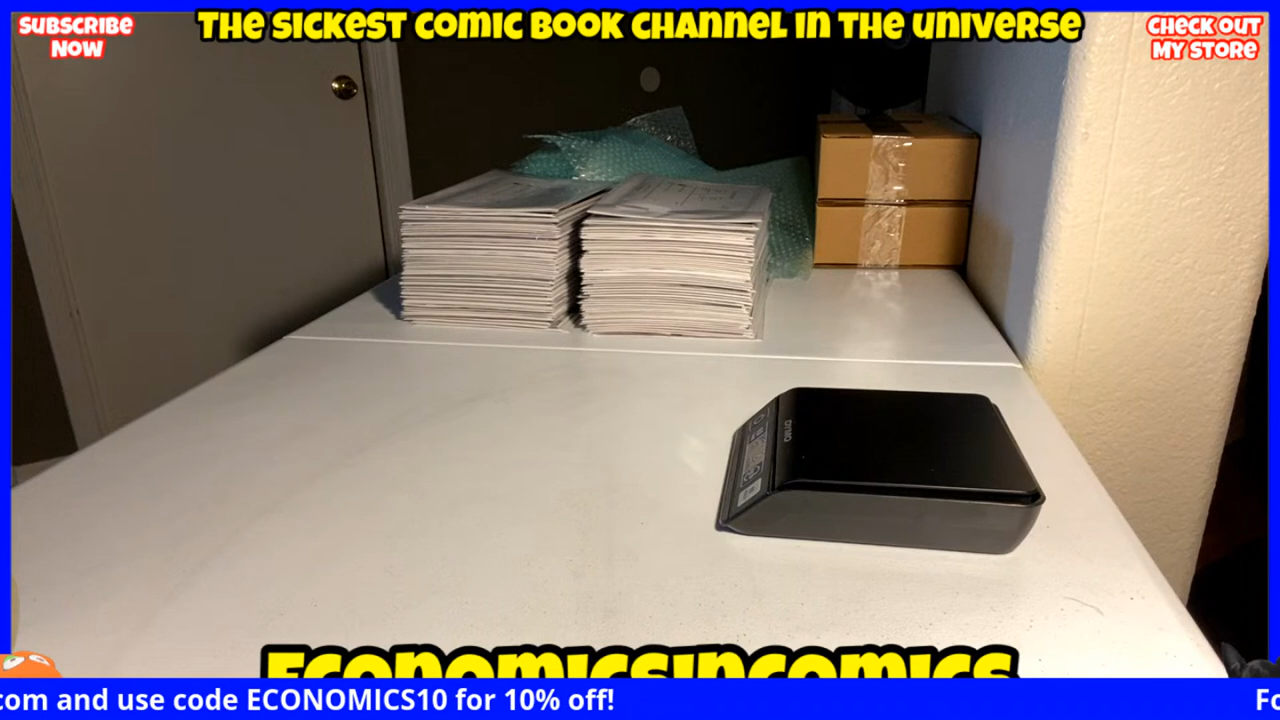 SUBSCRIBE
NOW
THE SICKEST COMIC BOOK CHANNEL IN THE UNIVERSE
CHECK OUT
MY STORE
DYMO
ECONOMICSINCOMICS
com and use code ECONOMICS10 for 10% off!
Fo